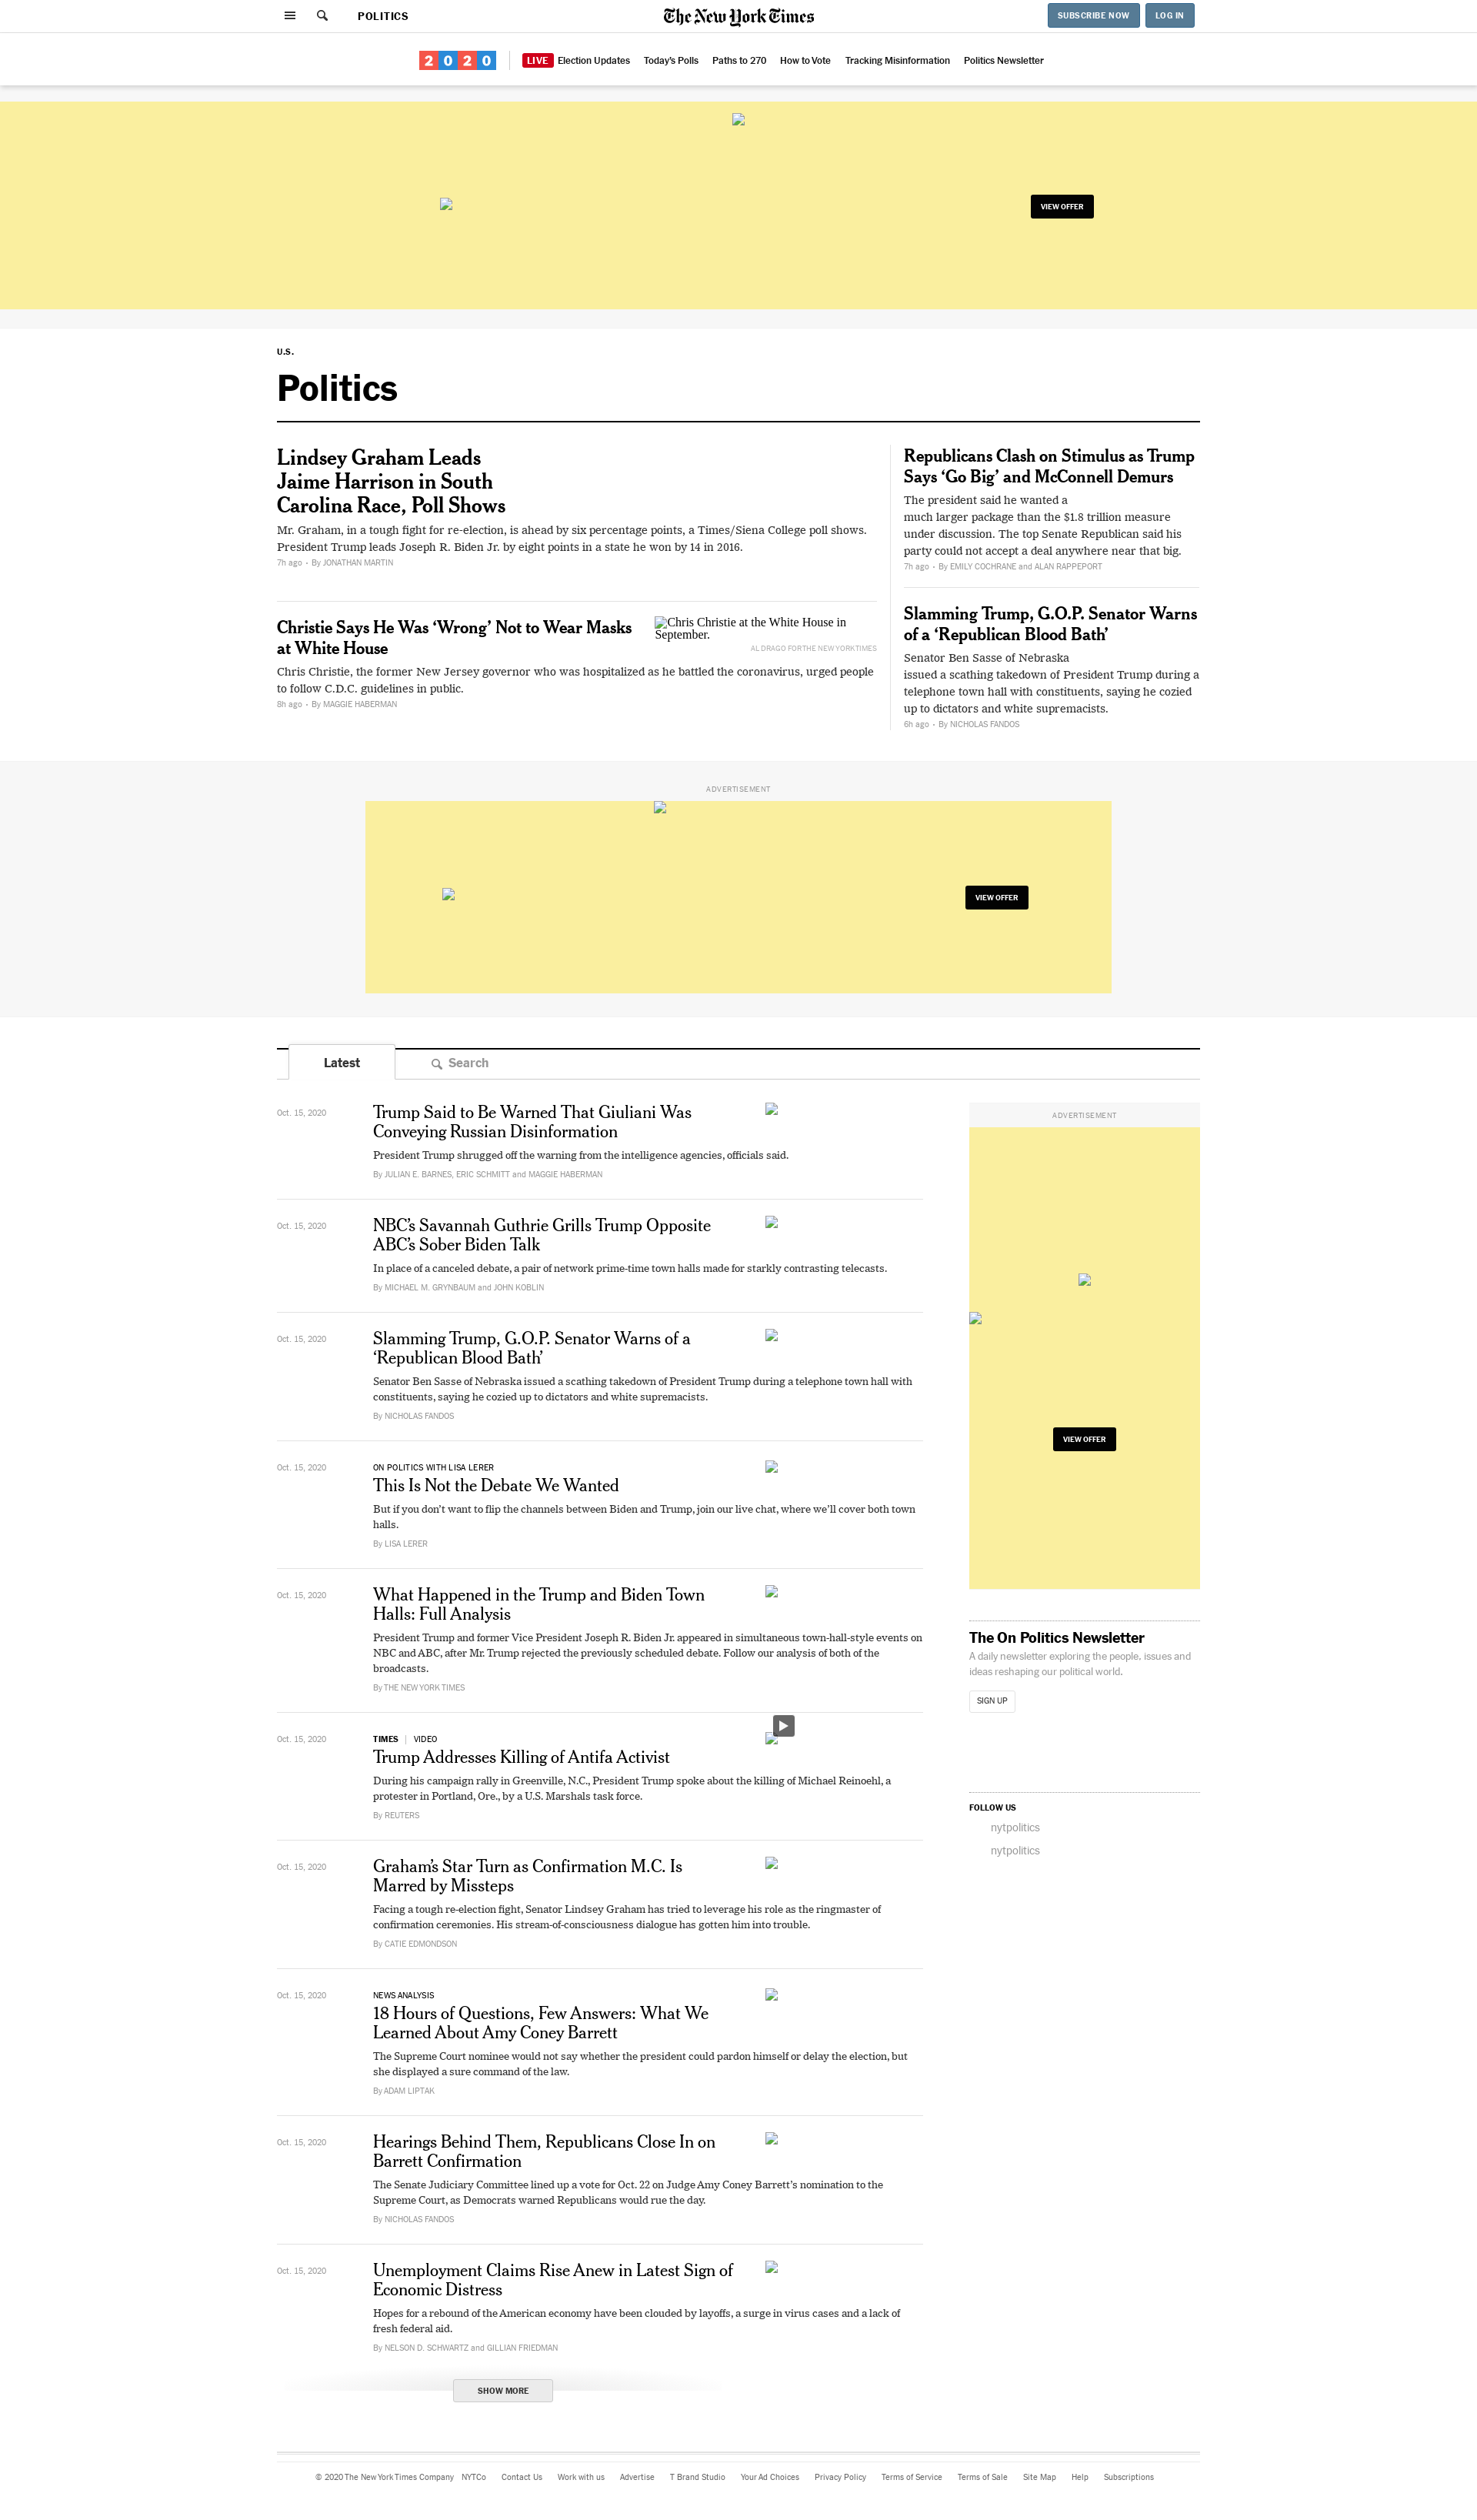 POLITICS
The New York Times
SUBSCRIBE NOW
LOG IN
2020
LIVE Election Updates
Today's Polls
Paths to 270
How to Vote
Tracking Misinformation
Politics Newsletter
VIEW OFFER
U.S.
Politics
Lindsey Graham Leads
Jaime Harrison in South
Carolina Race, Poll Shows
Mr. Graham, in a tough fight for re-election, is ahead by six percentage points, a Times/Siena College poll shows.
President Trump leads Joseph R. Biden Jr. by eight points in a state he won by 14 in 2016.
7h ago • By JONATHAN MARTIN
Christie Says He Was ‘Wrong’ Not to Wear Masks
at White House
Chris Christie at the White House in
September.
AL DRAGO FOR THE NEW YORK TIMES
Chris Christie, the former New Jersey governor who was hospitalized as he battled the coronavirus, urged people
to follow C.D.C. guidelines in public.
8h ago • By MAGGIE HABERMAN
Republicans Clash on Stimulus as Trump
Says ‘Go Big’ and McConnell Demurs
The president said he wanted a
much larger package than the $1.8 trillion measure
under discussion. The top Senate Republican said his
party could not accept a deal anywhere near that big.
7h ago • By EMILY COCHRANE and ALAN RAPPEPORT
Slamming Trump, G.O.P. Senator Warns
of a ‘Republican Blood Bath’
Senator Ben Sasse of Nebraska
issued a scathing takedown of President Trump during a
telephone town hall with constituents, saying he cozied
up to dictators and white supremacists.
6h ago • By NICHOLAS FANDOS
ADVERTISEMENT
VIEW OFFER
Latest
Search
Oct. 15, 2020
Trump Said to Be Warned That Giuliani Was
Conveying Russian Disinformation
President Trump shrugged off the warning from the intelligence agencies, officials said.
By JULIAN E. BARNES, ERIC SCHMITT and MAGGIE HABERMAN
Oct. 15, 2020
NBC’s Savannah Guthrie Grills Trump Opposite
ABC’s Sober Biden Talk
In place of a canceled debate, a pair of network prime-time town halls made for starkly contrasting telecasts.
By MICHAEL M. GRYNBAUM and JOHN KOBLIN
Oct. 15, 2020
Slamming Trump, G.O.P. Senator Warns of a
‘Republican Blood Bath’
Senator Ben Sasse of Nebraska issued a scathing takedown of President Trump during a telephone town hall with
constituents, saying he cozied up to dictators and white supremacists.
By NICHOLAS FANDOS
Oct. 15, 2020
ON POLITICS WITH LISA LERER
This Is Not the Debate We Wanted
But if you don’t want to flip the channels between Biden and Trump, join our live chat, where we’ll cover both town
halls.
By LISA LERER
Oct. 15, 2020
What Happened in the Trump and Biden Town
Halls: Full Analysis
President Trump and former Vice President Joseph R. Biden Jr. appeared in simultaneous town-hall-style events on
NBC and ABC, after Mr. Trump rejected the previously scheduled debate. Follow our analysis of both of the
broadcasts.
By THE NEW YORK TIMES
Oct. 15, 2020
TIMES | VIDEO
Trump Addresses Killing of Antifa Activist
During his campaign rally in Greenville, N.C., President Trump spoke about the killing of Michael Reinoehl, a
protester in Portland, Ore., by a U.S. Marshals task force.
By REUTERS
Oct. 15, 2020
Graham’s Star Turn as Confirmation M.C. Is
Marred by Missteps
Facing a tough re-election fight, Senator Lindsey Graham has tried to leverage his role as the ringmaster of
confirmation ceremonies. His stream-of-consciousness dialogue has gotten him into trouble.
By CATIE EDMONDSON
Oct. 15, 2020
NEWS ANALYSIS
18 Hours of Questions, Few Answers: What We
Learned About Amy Coney Barrett
The Supreme Court nominee would not say whether the president could pardon himself or delay the election, but
she displayed a sure command of the law.
By ADAM LIPTAK
Oct. 15, 2020
Hearings Behind Them, Republicans Close In on
Barrett Confirmation
The Senate Judiciary Committee lined up a vote for Oct. 22 on Judge Amy Coney Barrett’s nomination to the
Supreme Court, as Democrats warned Republicans would rue the day.
By NICHOLAS FANDOS
Oct. 15, 2020
Unemployment Claims Rise Anew in Latest Sign of
Economic Distress
Hopes for a rebound of the American economy have been clouded by layoffs, a surge in virus cases and a lack of
fresh federal aid.
By NELSON D. SCHWARTZ and GILLIAN FRIEDMAN
SHOW MORE
ADVERTISEMENT
VIEW OFFER
The On Politics Newsletter
A daily newsletter exploring the people, issues and
ideas reshaping our political world.
SIGN UP
FOLLOW US
nytpolitics
nytpolitics
© 2020 The New York Times Company NYTCo Contact Us Work with us Advertise T Brand Studio Your Ad Choices Privacy Policy Terms of Service Terms of Sale Site Map Help Subscriptions